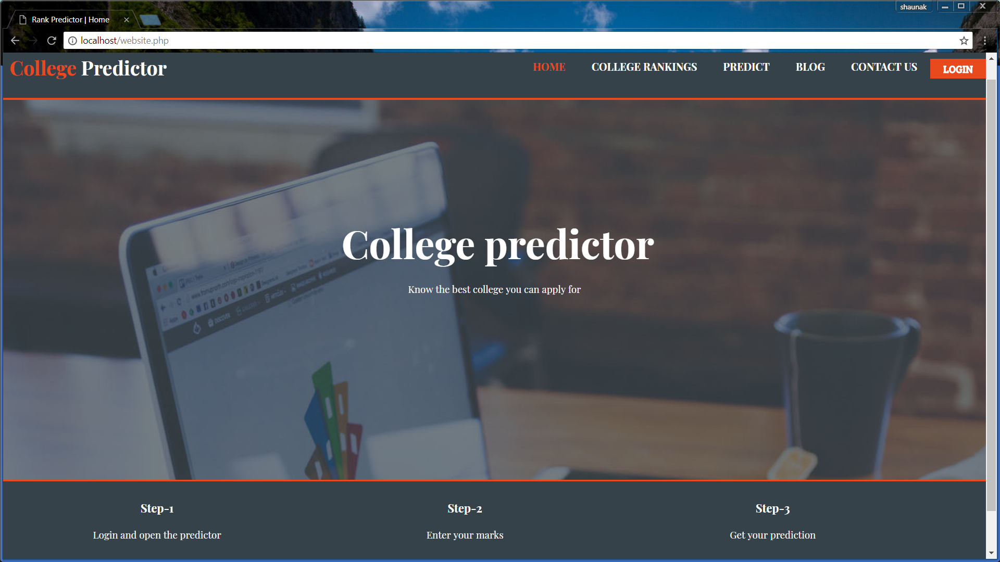 shaunak
Rank Predictor | Home
localhost/website.php
College Predictor
HOME
COLLEGE RANKINGS
PREDICT
BLOG
CONTACT US
LOGIN
College predictor
Know the best college you can apply for
DISCOVER
Step-1
Step-2
Step-3
Login and open the predictor
Enter your marks
Get your prediction